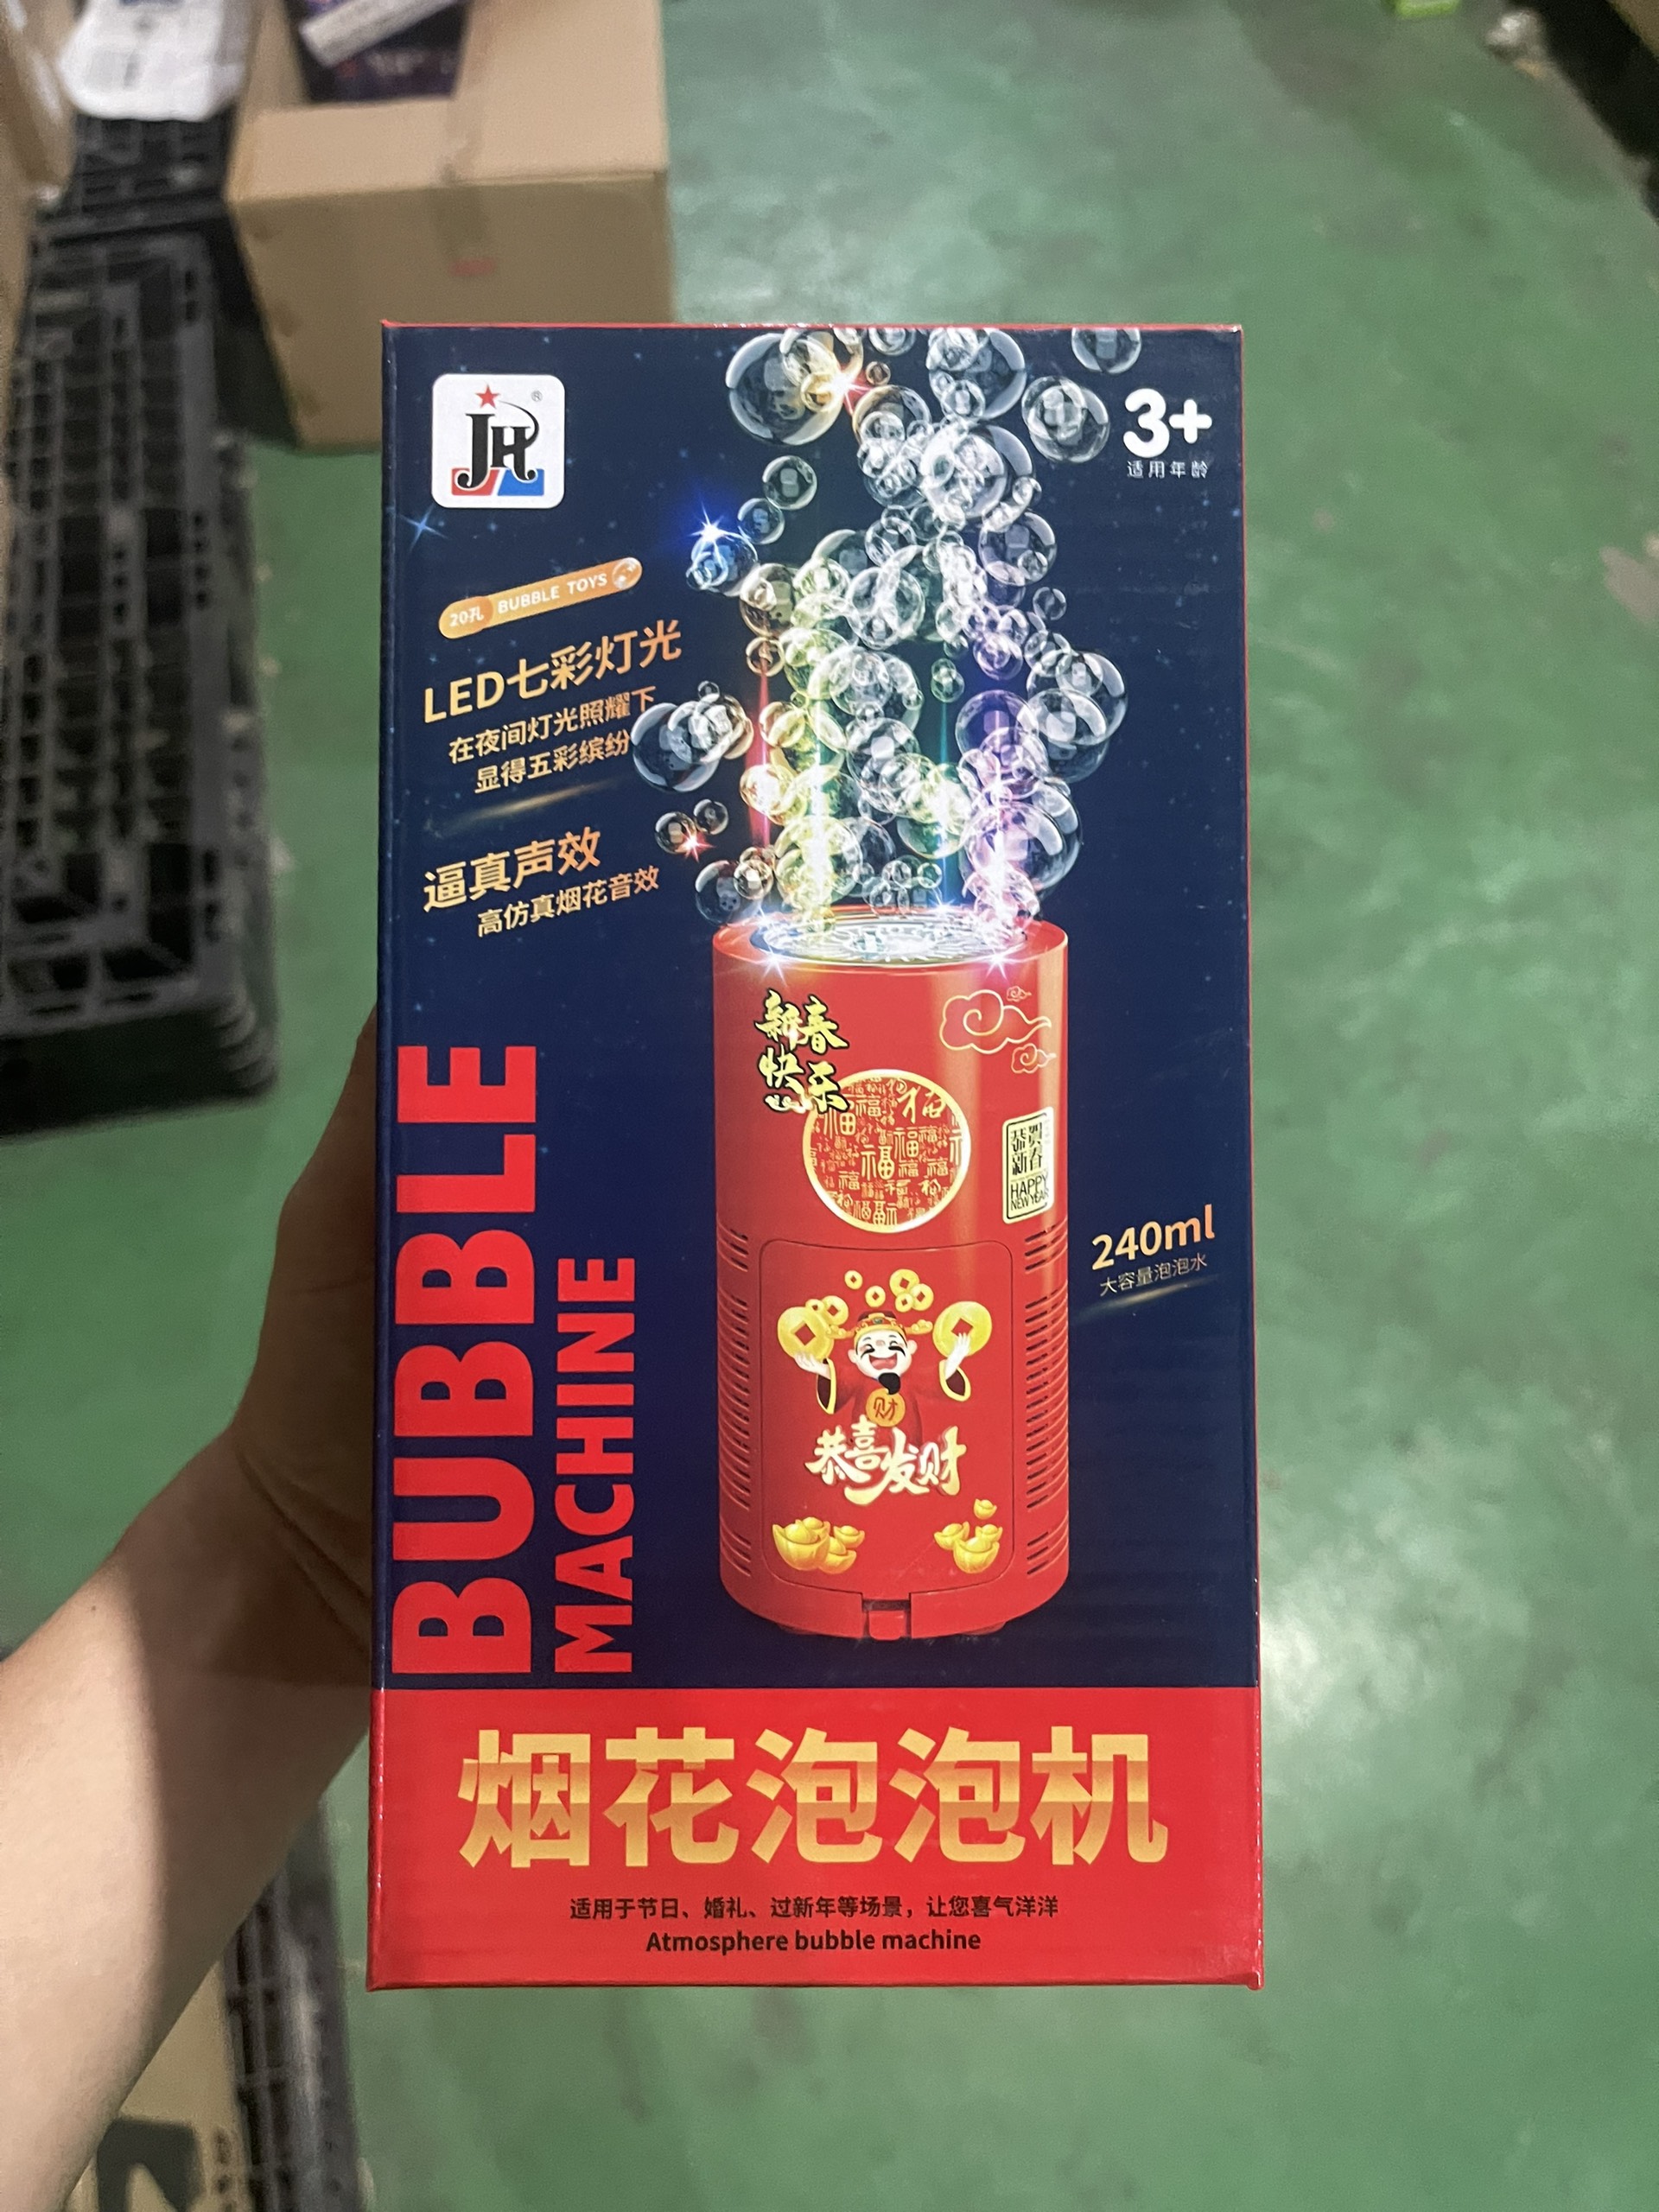 JH
®
3+
适用年龄
20孔 BUBBLE TOYS
LED七彩灯光
在夜间灯光照耀下
显得五彩缤纷
逼真声效
高仿真烟花音效
新春
快乐
福
恭贺
新春
HAPPY
NEW YEAR
240ml
大容量泡泡水
财
恭喜发财
BUBBLE
MACHINE
烟花泡泡机
适用于节日、婚礼、过新年等场景，让您喜气洋洋
Atmosphere bubble machine